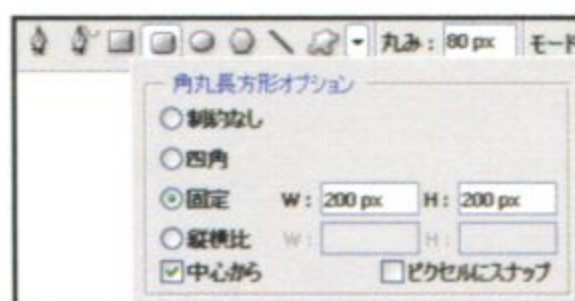 丸み: 80 px モード
角丸長方形オプション
制約なし
四角
固定 W: 200 px H: 200 px
縦横比 W: H:
中心から ピクセルにスナップ